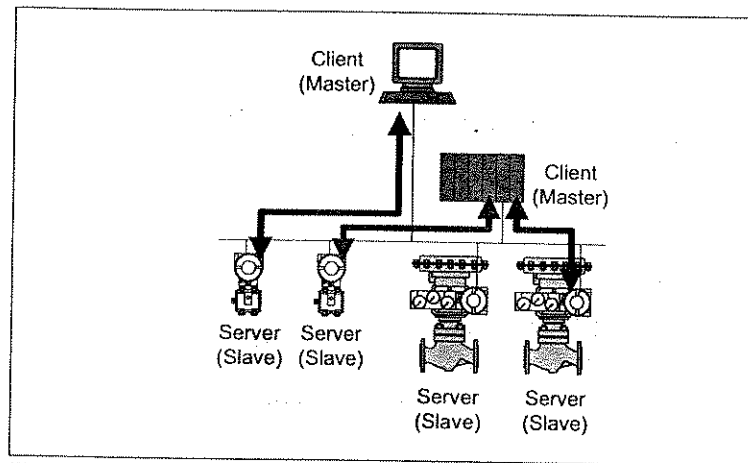 Client
(Master)
Client
(Master)
Server
(Slave)
Server
(Slave)
Server
(Slave)
Server
(Slave)